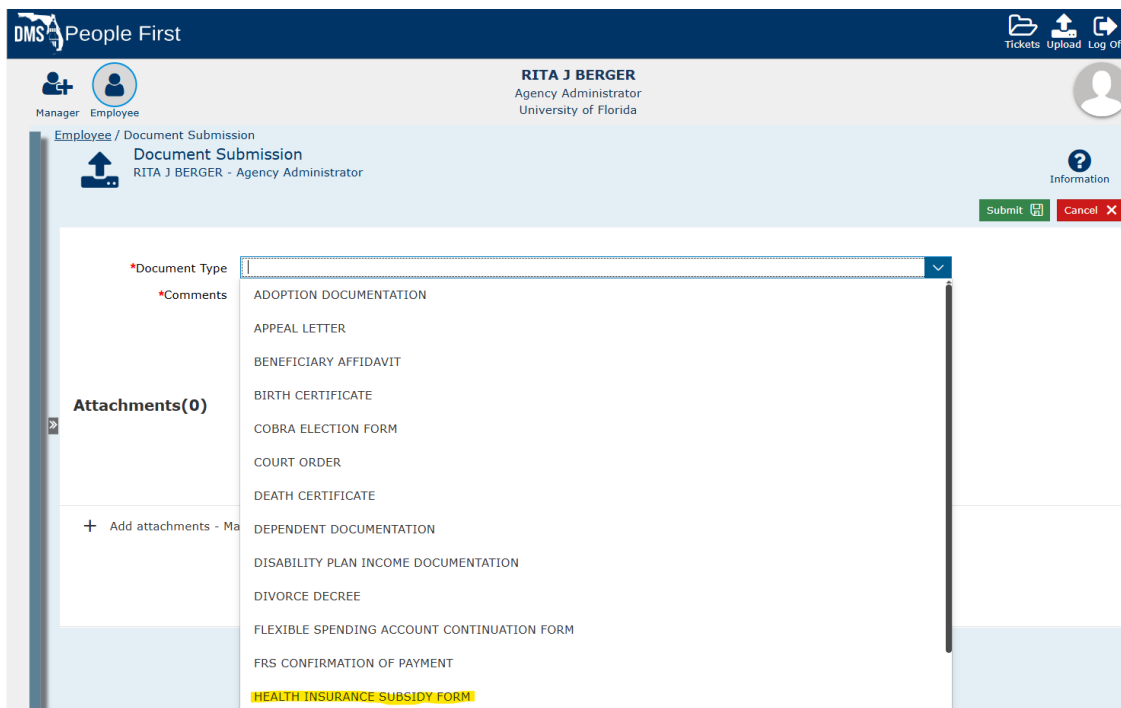 DMS People First
Tickets Upload Log Of
Manager Employee
RITA J BERGER
Agency Administrator
University of Florida
Employee / Document Submission
Document Submission
RITA J BERGER - Agency Administrator
Information
Submit Cancel
*Document Type
*Comments
ADOPTION DOCUMENTATION
APPEAL LETTER
BENEFICIARY AFFIDAVIT
BIRTH CERTIFICATE
Attachments(0)
COBRA ELECTION FORM
COURT ORDER
DEATH CERTIFICATE
+ Add attachments - Ma
DEPENDENT DOCUMENTATION
DISABILITY PLAN INCOME DOCUMENTATION
DIVORCE DECREE
FLEXIBLE SPENDING ACCOUNT CONTINUATION FORM
FRS CONFIRMATION OF PAYMENT
HEALTH INSURANCE SUBSIDY FORM